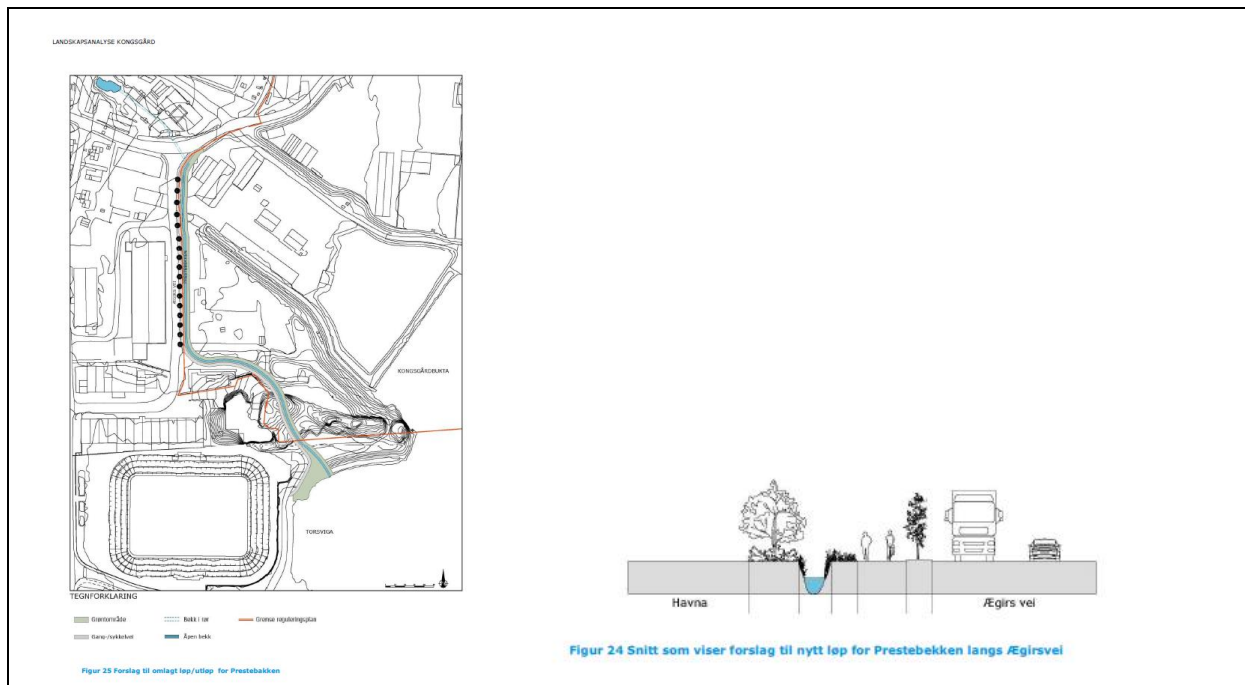 LANDSKAPSANALYSE KONGSGÅRD
KONGSGÅRDBUKTA
TORSVIGA
TEGNFORKLARING
Grøntområde
Bekk i rør
Grense reguleringsplan
Gang-/sykkelvei
Åpen bekk
Figur 25 Forslag til omlagt løp/utløp for Prestebakken
Havna
Ægirs vei
Figur 24 Snitt som viser forslag til nytt løp for Prestebekken langs Ægirsvei